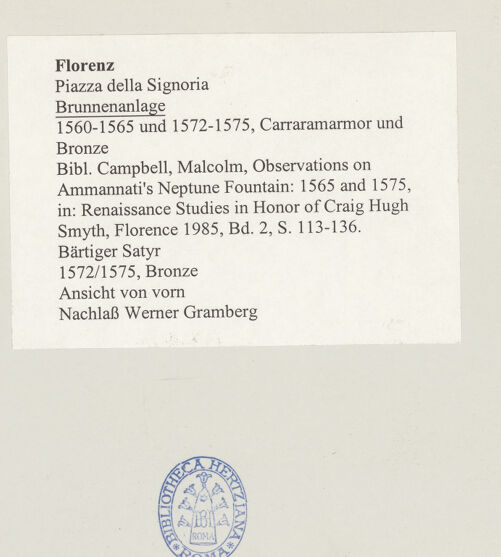 Florenz
Piazza della Signoria
Brunnenanlage
1560-1565 und 1572-1575, Carraramarmor und
Bronze
Bibl. Campbell, Malcolm, Observations on
Ammannati's Neptune Fountain: 1565 and 1575,
in: Renaissance Studies in Honor of Craig Hugh
Smyth, Florence 1985, Bd. 2, S. 113-136.
Bärtiger Satyr
1572/1575, Bronze
Ansicht von vorn
Nachlaß Werner Gramberg
BIBLIOTHECA HERTZIANA
ROMA
ROMA